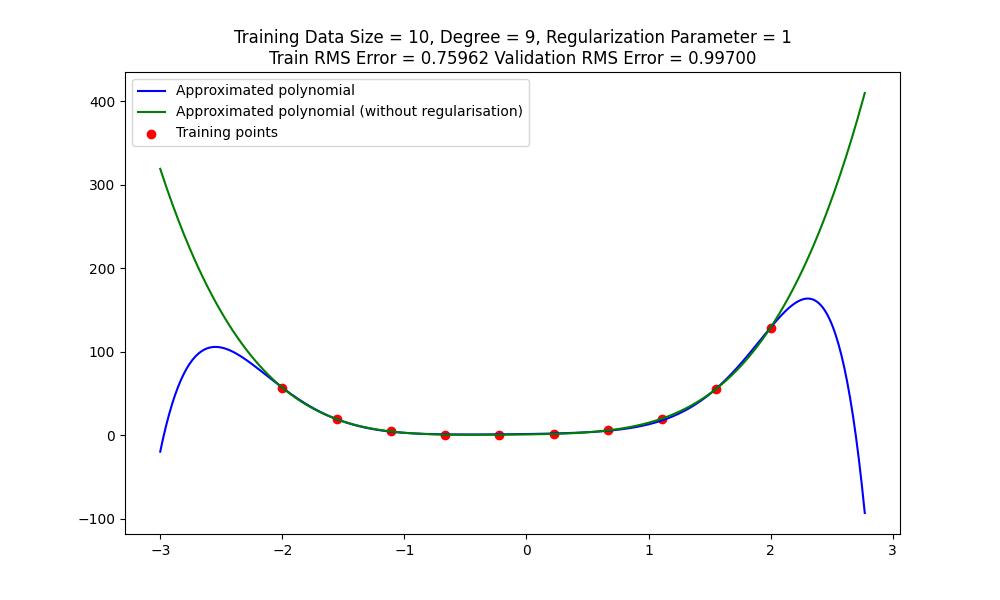 Training Data Size = 10, Degree = 9, Regularization Parameter = 1
Train RMS Error = 0.75962 Validation RMS Error = 0.99700
Approximated polynomial
Approximated polynomial (without regularisation)
Training points
400
300
200
100
0
−100
−3
−2
−1
0
1
2
3